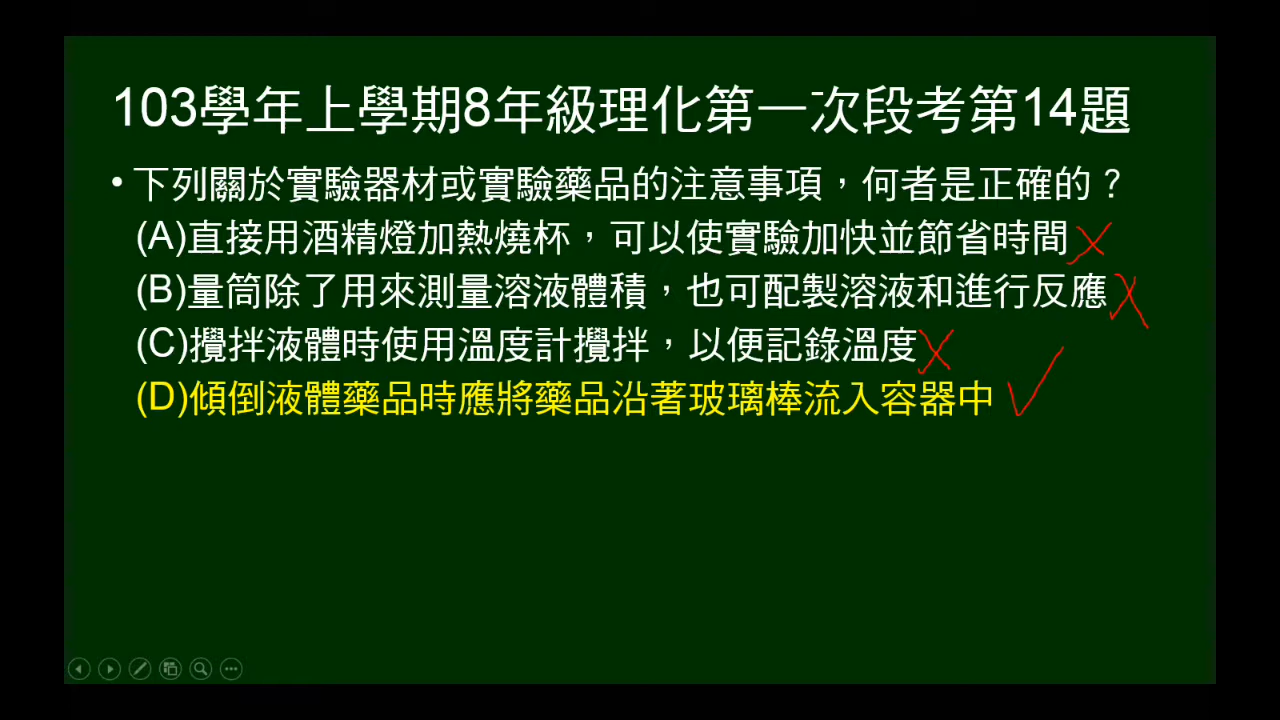 103學年上學期8年級理化第一次段考第14題
•下列關於實驗器材或實驗藥品的注意事項，何者是正確的？
(A)直接用酒精燈加熱燒杯，可以使實驗加快並節省時間
(B)量筒除了用來測量溶液體積，也可配製溶液和進行反應
(C)攪拌液體時使用溫度計攪拌，以便記錄溫度
(D)傾倒液體藥品時應將藥品沿著玻璃棒流入容器中